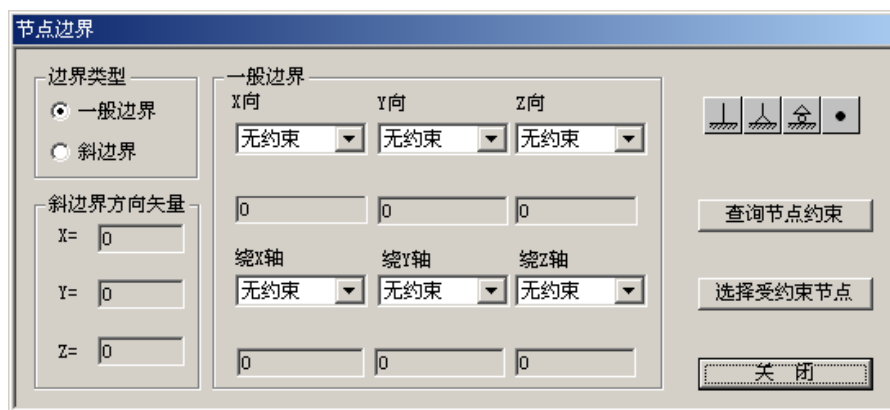 节点边界
边界类型
一般边界
斜边界
斜边界方向矢量
X= 0
Y= 0
Z= 0
一般边界
X向 Y向 Z向
无约束 无约束 无约束
0 0 0
绕X轴 绕Y轴 绕Z轴
无约束 无约束 无约束
0 0 0
查询节点约束
选择受约束节点
关 闭